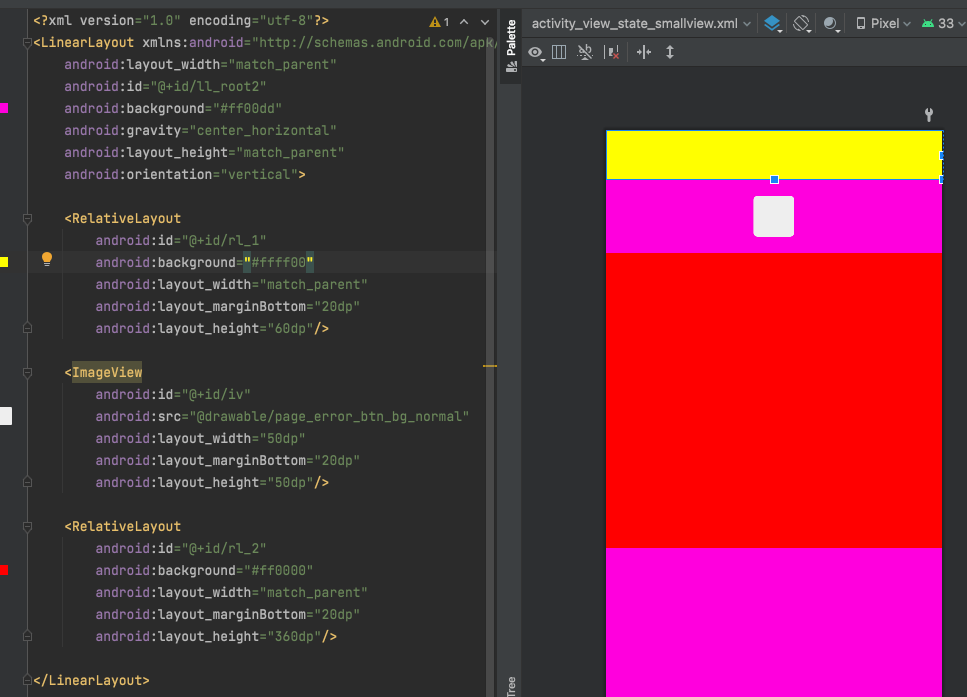 <?xml version="1.0" encoding="utf-8"?>
1
<LinearLayout xmlns:android="http://schemas.android.com/apk/
android:layout_width="match_parent"
android:id="@+id/ll_root2"
android:background="#ff00dd"
android:gravity="center_horizontal"
android:layout_height="match_parent"
android:orientation="vertical">
<RelativeLayout
android:id="@+id/rl_1"
android:background="#ffff00"
android:layout_width="match_parent"
android:layout_marginBottom="20dp"
android:layout_height="60dp"/>
<ImageView
android:id="@+id/iv"
android:src="@drawable/page_error_btn_bg_normal"
android:layout_width="50dp"
android:layout_marginBottom="20dp"
android:layout_height="50dp"/>
<RelativeLayout
android:id="@+id/rl_2"
android:background="#ff0000"
android:layout_width="match_parent"
android:layout_marginBottom="20dp"
android:layout_height="360dp"/>
</LinearLayout>
Palette
Tree
activity_view_state_smallview.xml
Pixel
33